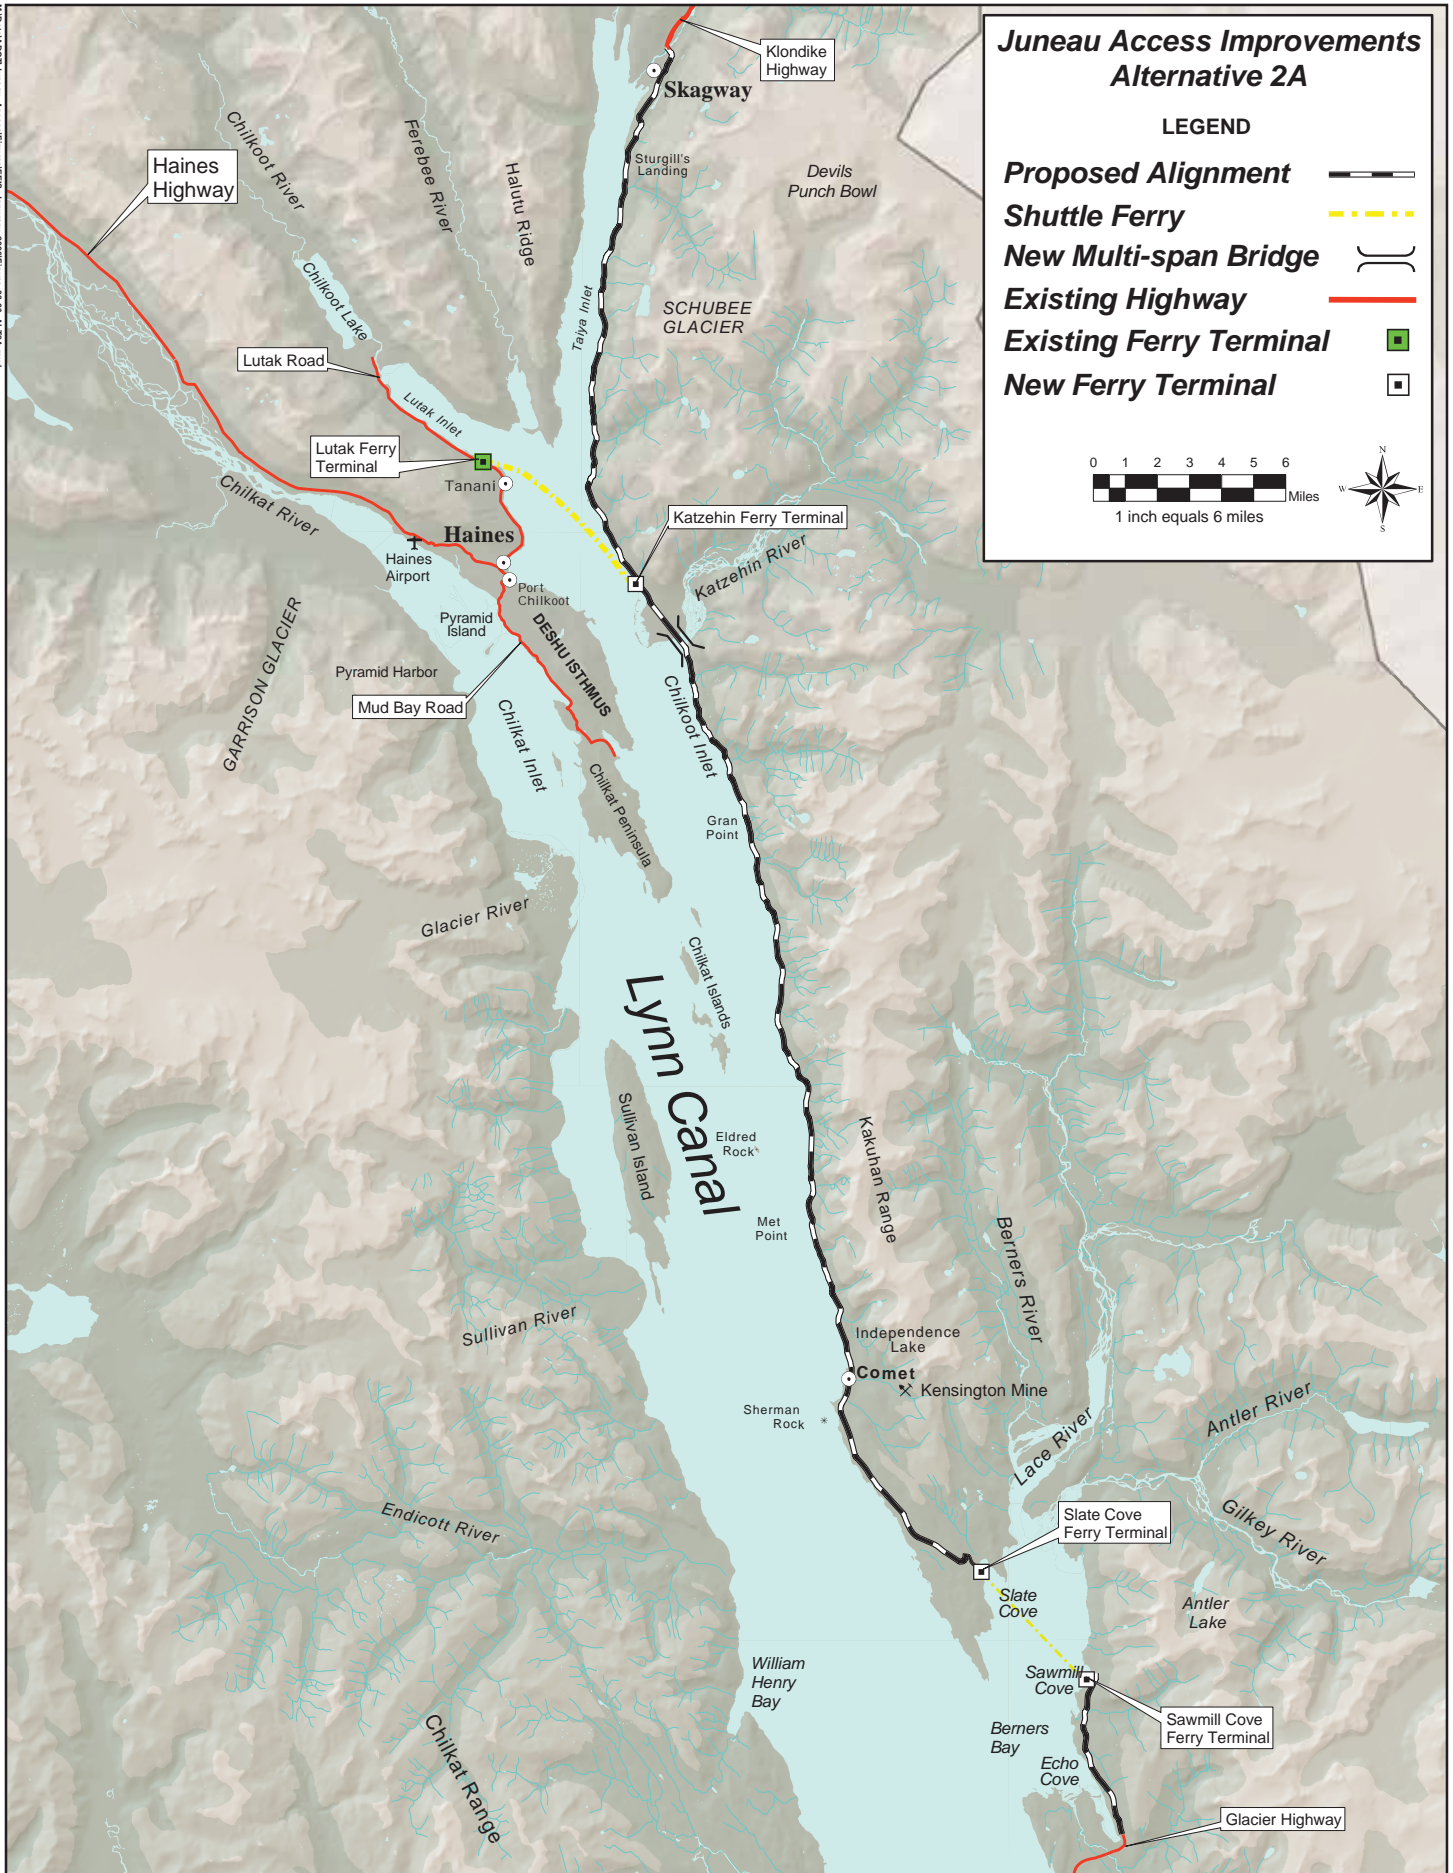 Juneau Access Improvements
Alternative 2A
LEGEND
Proposed Alignment
Shuttle Ferry
New Multi-span Bridge
Existing Highway
Existing Ferry Terminal
New Ferry Terminal
0 1 2 3 4 5 6
Miles
1 inch equals 6 miles
N
W
E
S
Klondike
Highway
Skagway
Chilkoot River
Ferebee River
Halutu Ridge
Sturgill's
Landing
Devils
Punch Bowl
Haines
Highway
Chilkoot Lake
Taiya Inlet
SCHUBEE
GLACIER
Lutak Road
Lutak Inlet
Lutak Ferry
Terminal
Tanani
Chilkat River
Haines
Katzehin Ferry Terminal
Katzehin River
Haines
Airport
Port
Chilkoot
Pyramid
Island
DESHU ISTHMUS
GARRISON GLACIER
Pyramid Harbor
Mud Bay Road
Chilkat Inlet
Chilkoot Inlet
Chilkat Peninsula
Gran
Point
Glacier River
Chilkat Islands
Lynn Canal
Sullivan Island
Eldred
Rock
Kakuhan Range
Met
Point
Berners River
Sullivan River
Independence
Lake
Comet
Kensington Mine
Sherman
Rock
Antler River
Lace River
Endicott River
Slate Cove
Ferry Terminal
Gilkey River
Slate
Cove
Antler
Lake
William
Henry
Bay
Sawmill
Cove
Sawmill Cove
Ferry Terminal
Berners
Bay
Echo
Cove
Chilkat Range
Glacier Highway